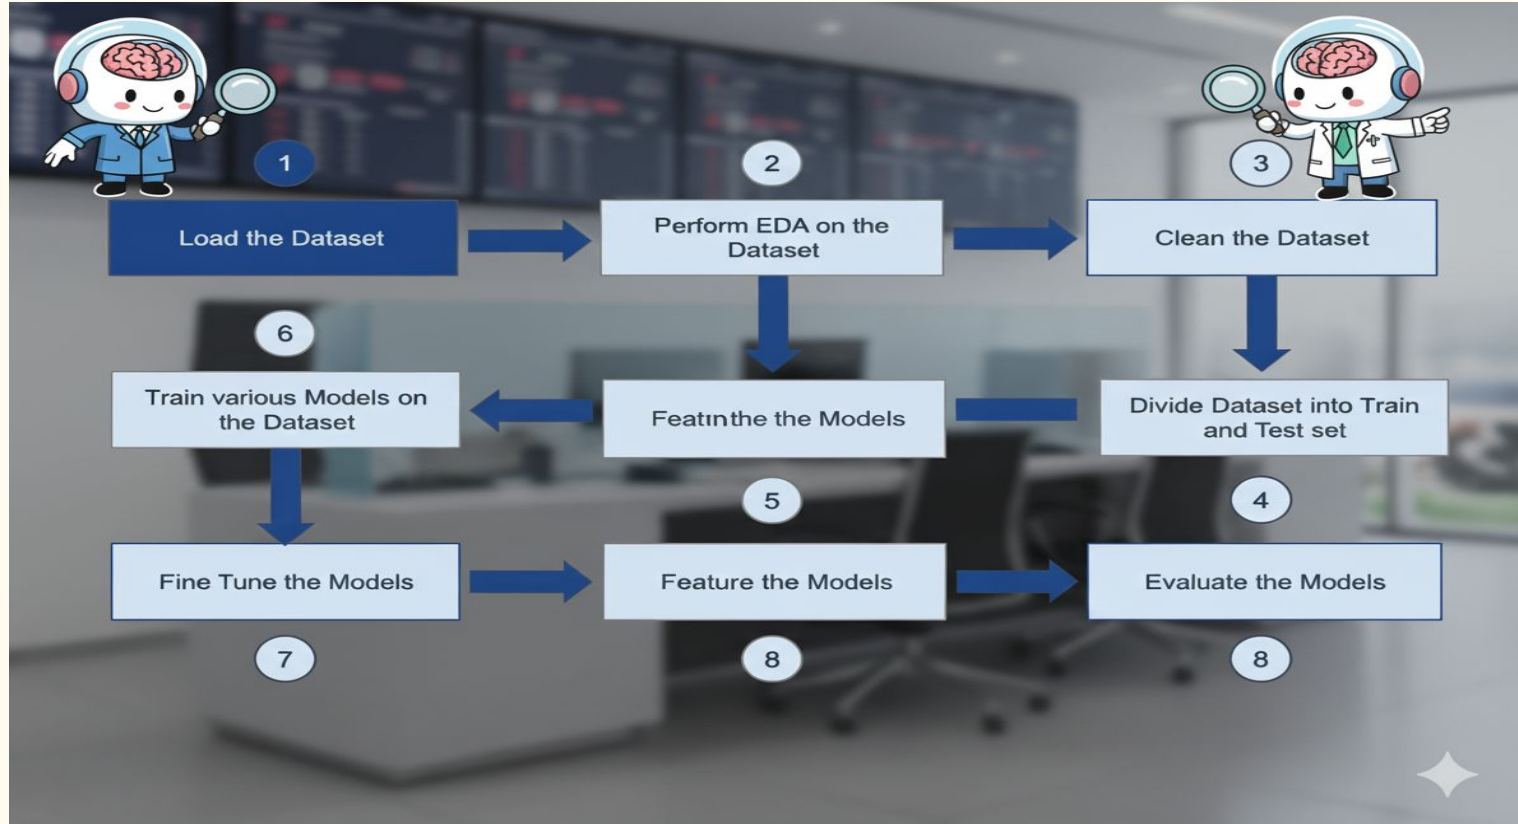 1
2
3
Load the Dataset
Perform EDA on the
Dataset
Clean the Dataset
6
Train various Models on
the Dataset
the Models
Divide Dataset into Train
and Test set
5
4
Fine Tune the Models
Feature the Models
Evaluate the Models
7
8
8